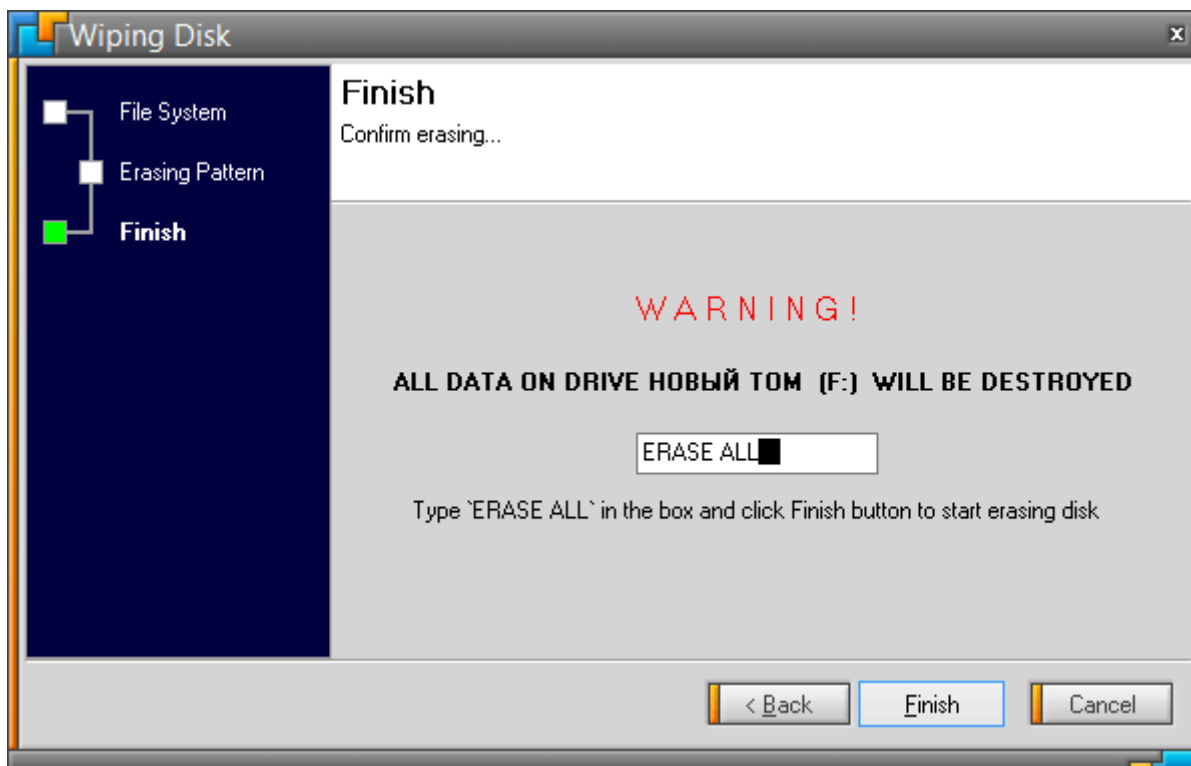 Wiping Disk
File System
Erasing Pattern
Finish
Finish
Confirm erasing...
WARNING!
ALL DATA ON DRIVE НОВЫЙ ТОМ (F:) WILL BE DESTROYED
ERASE ALL
Type `ERASE ALL` in the box and click Finish button to start erasing disk
< Back
Finish
Cancel